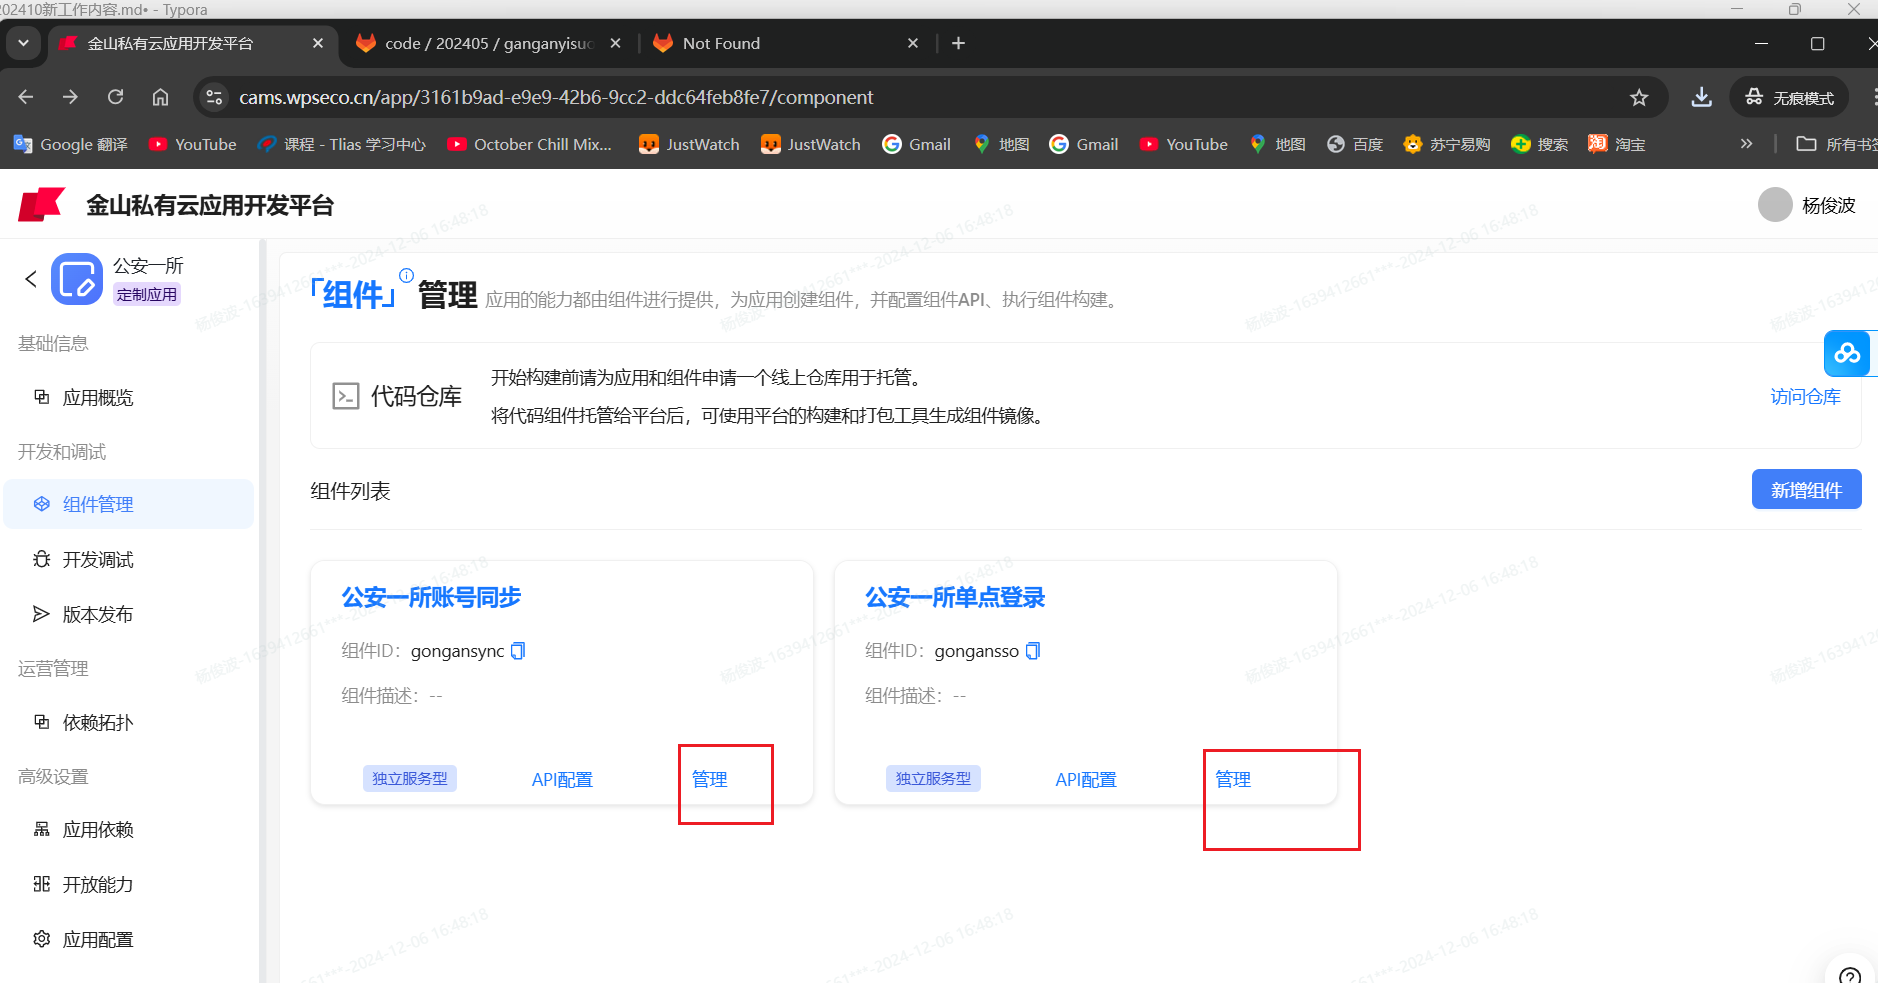 202410新工作内容.md• - Typora
金山私有云应用开发平台
code / 202405 / ganganyisuo
Not Found
cams.wpseco.cn/app/3161b9ad-e9e9-42b6-9cc2-ddc64feb8fe7/component
无痕模式
Google 翻译
YouTube
课程 - Tlias 学习中心
October Chill Mix...
JustWatch
JustWatch
Gmail
地图
Gmail
YouTube
地图
百度
苏宁易购
搜索
淘宝
所有书签
金山私有云应用开发平台
杨俊波
公安一所
定制应用
基础信息
应用概览
开发和调试
组件管理
开发调试
版本发布
运营管理
依赖拓扑
高级设置
应用依赖
开放能力
应用配置
「组件」管理 应用的能力都由组件进行提供，为应用创建组件，并配置组件API、执行组件构建。
代码仓库
开始构建前请为应用和组件申请一个线上仓库用于托管。
将代码组件托管给平台后，可使用平台的构建和打包工具生成组件镜像。
访问仓库
组件列表
新增组件
公安一所账号同步
组件ID：gongansync
组件描述：--
独立服务型
API配置
管理
公安一所单点登录
组件ID：gongansso
组件描述：--
独立服务型
API配置
管理
杨俊波-1639412661***-2024-12-06 16:48:18